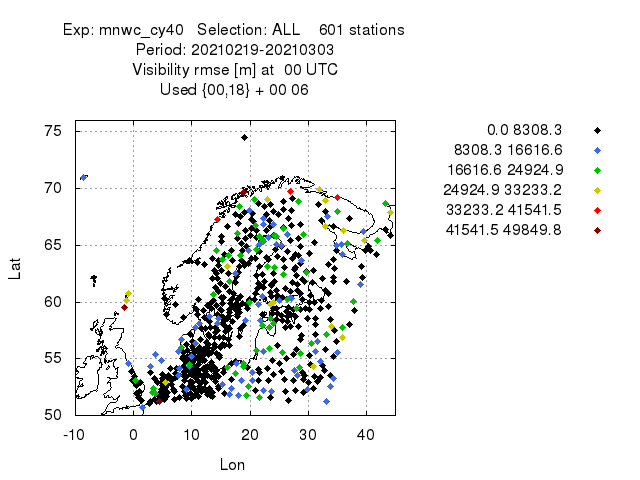 Exp: mnwc_cy40 Selection: ALL 601 stations
Period: 20210219-20210303
Visibility rmse [m] at 00 UTC
Used {00,18} + 00 06
0.0 8308.3
8308.3 16616.6
16616.6 24924.9
24924.9 33233.2
33233.2 41541.5
41541.5 49849.8
Lat
75
70
65
60
55
50
-10 0 10 20 30 40
Lon